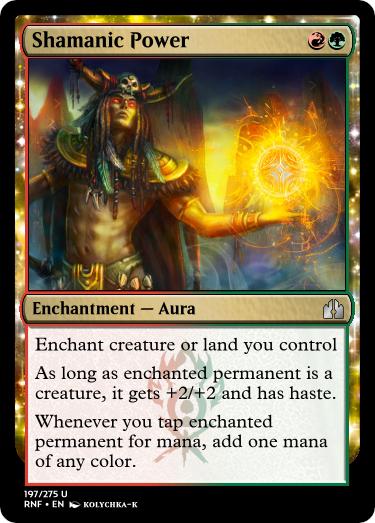 Shamanic Power
Enchantment — Aura
Enchant creature or land you control
As long as enchanted permanent is a
creature, it gets +2/+2 and has haste.
Whenever you tap enchanted
permanent for mana, add one mana
of any color.
197/275 U
RNF • EN KOLYCHKA-K